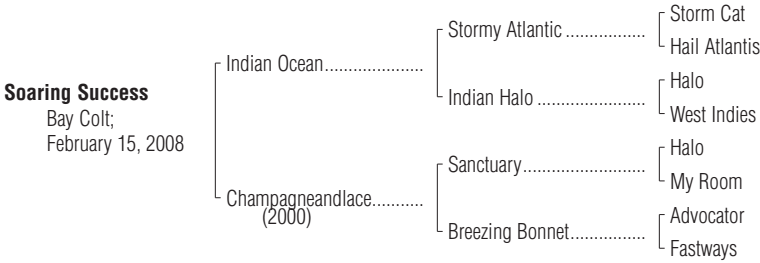 Storm Cat
Stormy Atlantic ................
Hail Atlantis
Indian Ocean.....................
Halo
Indian Halo ......................
West Indies
Soaring Success
Bay Colt;
February 15, 2008
Halo
Sanctuary.........................
My Room
Champagneandlace...........
(2000)
Advocator
Breezing Bonnet................
Fastways